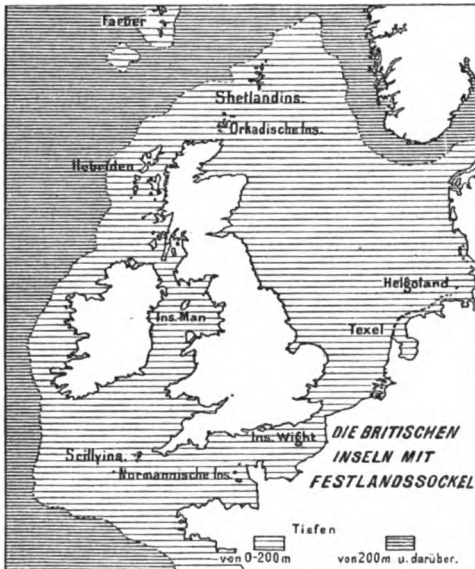 Faröer
Shetlandins.
Orkadische Ins.
Hebriden
Helgoland
Ins. Man
Texel
Ins. Wight
Scillyins.
Normannische Ins.
DIE BRITISCHEN
INSELN MIT
FESTLANDSSOCKEL
Tiefen
von 0-200m
von 200m u. darüber.